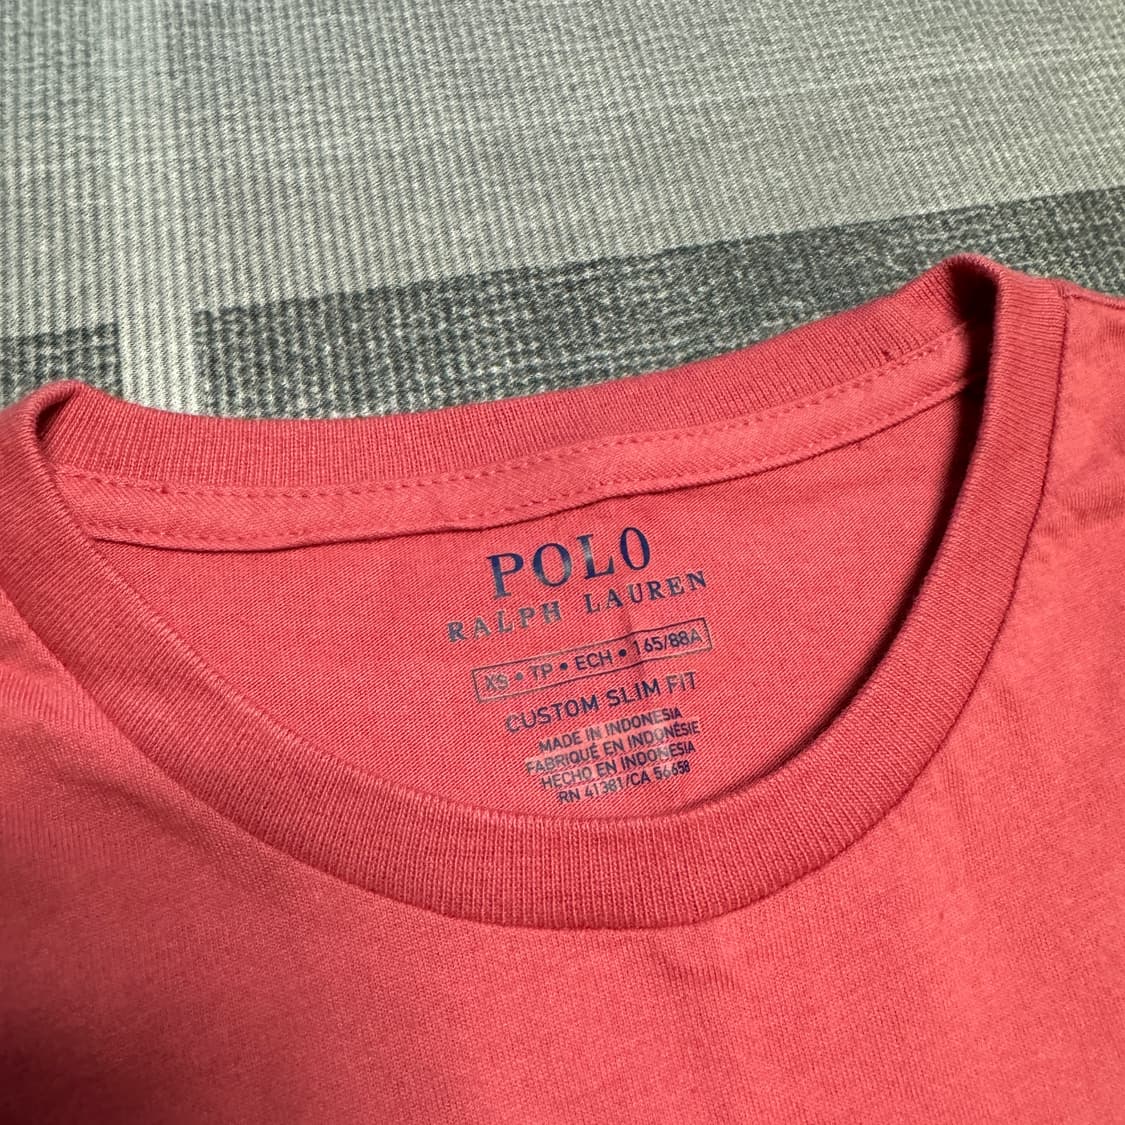 POLO
RALPH LAUREN
XS • TP • ECH • 165/88A
CUSTOM SLIM FIT
MADE IN INDONESIA
FABRIQUÉ EN INDONÉSIE
HECHO EN INDONESIA
RN 41381/CA 56658